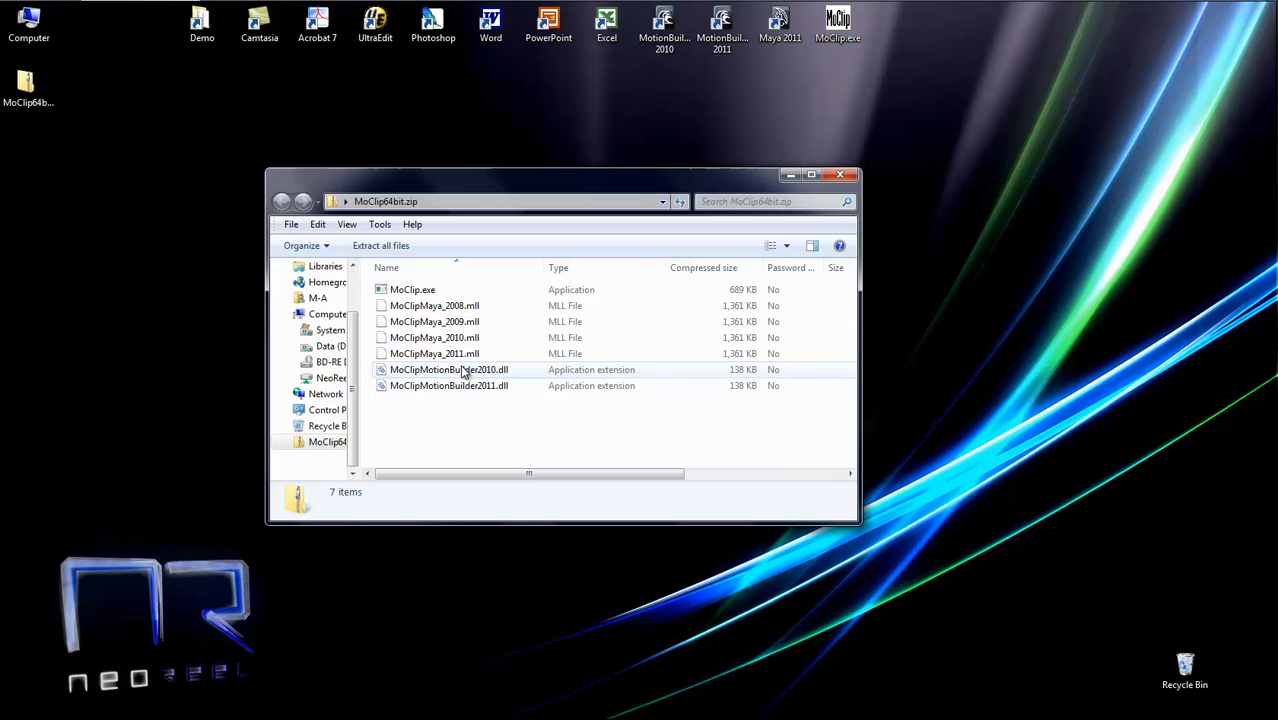 Computer
Demo
Camtasia
Acrobat 7
UltraEdit
Photoshop
W
Word
PowerPoint
Excel
MotionBuil...
2010
MotionBuil...
2011
Maya 2011
MoClip
MoClip.exe
MoClip64b...
MoClip64bit.zip
Search MoClip64bit.zip
File Edit View Tools Help
Organize Extract all files
Name Type Compressed size Password ... Size
MoClip.exe Application 689 KB No
MoClipMaya_2008.mll MLL File 1,361 KB No
MoClipMaya_2009.mll MLL File 1,361 KB No
MoClipMaya_2010.mll MLL File 1,361 KB No
MoClipMaya_2011.mll MLL File 1,361 KB No
MoClipMotionBuilder2010.dll Application extension 138 KB No
MoClipMotionBuilder2011.dll Application extension 138 KB No
Libraries
Homegro
M-A
Compute
System
Data (D
BD-RE D
NeoRee
Network
Control P
Recycle B
MoClip64
7 items
NR
neo REEL
Recycle Bin